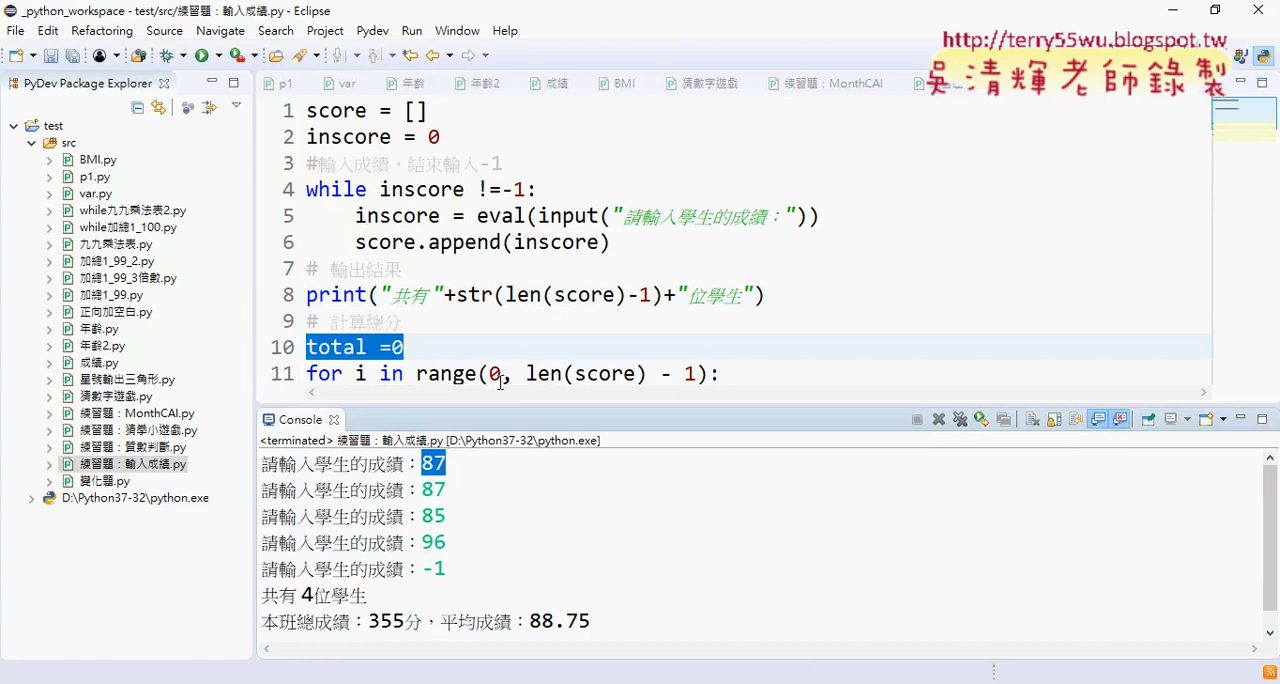 _python_workspace - test/src/練習題：輸入成績.py - Eclipse
File Edit Refactoring Source Navigate Search Project Pydev Run Window Help
http://terry55wu.blogspot.tw
吳清輝老師錄製
PyDev Package Explorer
p1 var 年齡 年齡2 成績 BMI 猜數字遊戲 練習題：MonthCAI
test
src
BMI.py
p1.py
var.py
while九九乘法表2.py
while加總1_100.py
九九乘法表.py
加總1_99_2.py
加總1_99_3倍數.py
加總1_99.py
正向加空白.py
年齡.py
年齡2.py
成績.py
星號輸出三角形.py
猜數字遊戲.py
練習題：MonthCAI.py
練習題：猜拳小遊戲.py
練習題：質數判斷.py
練習題：輸入成績.py
變化題.py
D:\Python37-32\python.exe
1 score = []
2 inscore = 0
3 #輸入成績，結束輸入-1
4 while inscore !=-1:
5 inscore = eval(input("請輸入學生的成績："))
6 score.append(inscore)
7 # 輸出結果
8 print("共有"+str(len(score)-1)+"位學生")
9 # 計算總分
10 total =0
11 for i in range(0, len(score) - 1):
Console
<terminated> 練習題：輸入成績.py [D:\Python37-32\python.exe]
請輸入學生的成績：87
請輸入學生的成績：87
請輸入學生的成績：85
請輸入學生的成績：96
請輸入學生的成績：-1
共有4位學生
本班總成績：355分，平均成績：88.75